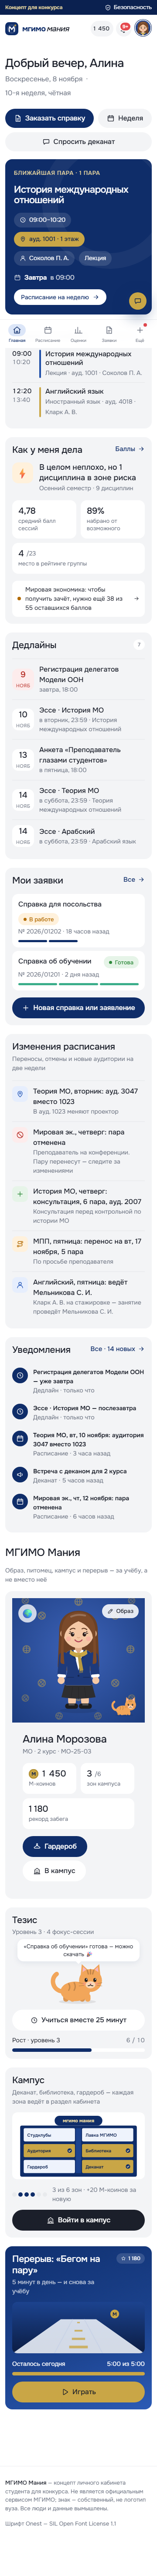 Концепт для конкурса
Безопасность
М МГИМО Мания
1 450
9+
Добрый вечер, Алина
Воскресенье, 8 ноября ·
10-я неделя, чётная
Заказать справку
Неделя
Спросить деканат
БЛИЖАЙШАЯ ПАРА · 1 ПАРА
История международных
отношений
09:00–10:20
ауд. 1001 · 1 этаж
Соколов П. А.
Лекция
Завтра в 09:00
Расписание на неделю →
Главная
Расписание
Оценки
Заявки
Ещё
09:00
10:20
История международных
отношений
Лекция · ауд. 1001 · Соколов П. А.
12:20
13:40
Английский язык
Иностранный язык · ауд. 4018 ·
Кларк А. В.
Как у меня дела
Баллы →
В целом неплохо, но 1
дисциплина в зоне риска
Осенний семестр · 9 дисциплин
4,78
средний балл
сессий
89%
набрано от
возможного
4 /23
место в рейтинге группы
Мировая экономика: чтобы
получить зачёт, нужно ещё 38 из
55 оставшихся баллов
→
Дедлайны
7
9
НОЯБ
Регистрация делегатов
Модели ООН
завтра, 18:00
10
НОЯБ
Эссе · История МО
во вторник, 23:59 · История
международных отношений
13
НОЯБ
Анкета «Преподаватель
глазами студентов»
в пятницу, 18:00
14
НОЯБ
Эссе · Теория МО
в субботу, 23:59 · Теория
международных отношений
14
НОЯБ
Эссе · Арабский
в субботу, 23:59 · Арабский язык
Мои заявки
Все →
Справка для посольства
В работе
№ 2026/01202 · 18 часов назад
Справка об обучении
Готова
№ 2026/01201 · 2 дня назад
+ Новая справка или заявление
Изменения расписания
Переносы, отмены и новые аудитории на
две недели
Теория МО, вторник: ауд. 3047
вместо 1023
В ауд. 1023 меняют проектор
Мировая эк., четверг: пара
отменена
Преподаватель на конференции.
Пару перенесут — следите за
изменениями
История МО, четверг:
консультация, 6 пара, ауд. 2007
Консультация перед контрольной по
истории МО
МПП, пятница: перенос на вт, 17
ноября, 5 пара
По просьбе преподавателя
Английский, пятница: ведёт
Мельникова С. И.
Кларк А. В. на стажировке — занятие
проведёт Мельникова С. И.
Уведомления
Все · 14 новых →
Регистрация делегатов Модели ООН
— уже завтра
Дедлайн · только что
Эссе · История МО — послезавтра
Дедлайн · только что
Теория МО, вт, 10 ноября: аудитория
3047 вместо 1023
Расписание · 3 часа назад
Встреча с деканом для 2 курса
Деканат · 5 часов назад
Мировая эк., чт, 12 ноября: пара
отменена
Расписание · 6 часов назад
МГИМО Мания
Образ, питомец, кампус и перерыв — за учёбу, а
не вместо неё
Образ
Алина Морозова
МО · 2 курс · МО-25-03
М 1 450
М-коинов
3 /6
зон кампуса
1 180
рекорд забега
Гардероб
В кампус
Тезис
Уровень 3 · 4 фокус-сессии
«Справка об обучении» готова — можно
скачать 🎉
Учиться вместе 25 минут
Рост · уровень 3
6 / 10
Кампус
Деканат, библиотека, гардероб — каждая
зона ведёт в раздел кабинета
МГИМО МАНИЯ
Студклубы
Лавка МГИМО
Аудитория
Библиотека
Гардероб
Деканат
3 из 6 зон · +20 М-коинов за
новую
Войти в кампус
Перерыв: «Бегом на
пару»
1 180
5 минут в день — и снова за
учёбу
М
Осталось сегодня
5:00 из 5:00
Играть
МГИМО Мания — концепт личного кабинета
студента для конкурса. Не является официальным
сервисом МГИМО; знак — собственный, не логотип
вуза. Все люди и данные вымышлены.
Шрифт Onest — SIL Open Font License 1.1